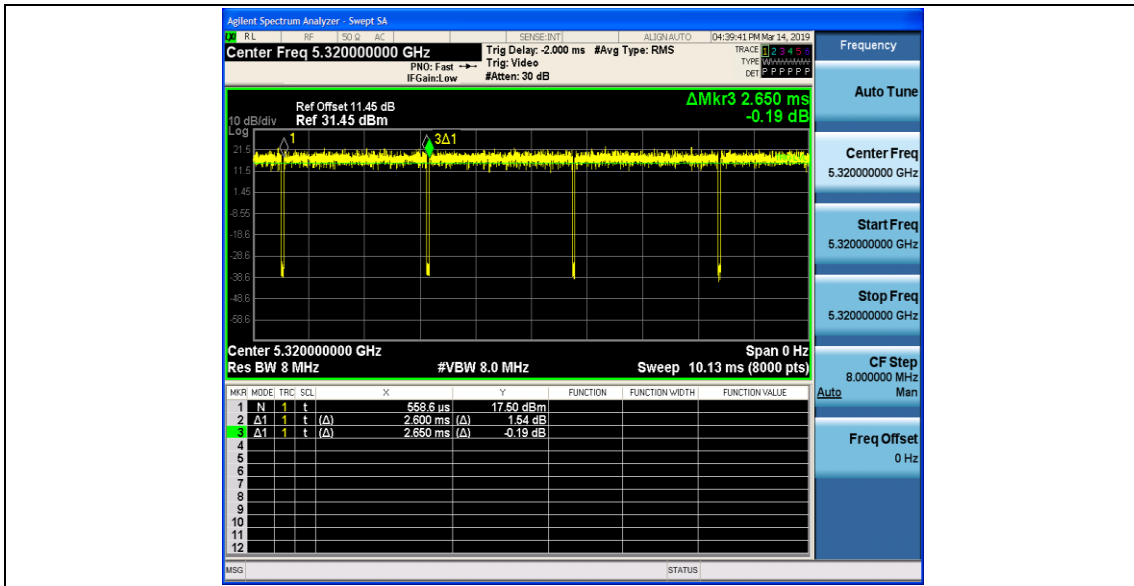 Agilent Spectrum Analyzer - Swept SA
RL RF 50 Ω AC SENSE:INT ALIGN AUTO 04:39:41 PM Mar 14, 2019
Center Freq 5.320000000 GHz
PNO: Fast
IFGain:Low
Trig Delay: -2.000 ms #Avg Type: RMS
Trig: Video
#Atten: 30 dB
TRACE 1 2 3 4 5 6
TYPE
DET P P P P P P
Frequency
Auto Tune
Center Freq
5.320000000 GHz
Start Freq
5.320000000 GHz
Stop Freq
5.320000000 GHz
CF Step
8.000000 MHz
Auto Man
Freq Offset
0 Hz
ΔMkr3 2.650 ms
-0.19 dB
Ref Offset 11.45 dB
10 dB/div Ref 31.45 dBm
Log
1
3Δ1
21.5
11.5
1.45
-8.55
-18.6
-28.6
-38.6
-48.6
-58.6
Center 5.320000000 GHz Span 0 Hz
Res BW 8 MHz #VBW 8.0 MHz Sweep 10.13 ms (8000 pts)
MKR MODE TRC SCL X Y FUNCTION FUNCTION WIDTH FUNCTION VALUE
1 N 1 t 558.6 µs 17.50 dBm
2 Δ1 1 t (Δ) 2.600 ms (Δ) 1.54 dB
3 Δ1 1 t (Δ) 2.650 ms (Δ) -0.19 dB
4
5
6
7
8
9
10
11
12
MSG STATUS